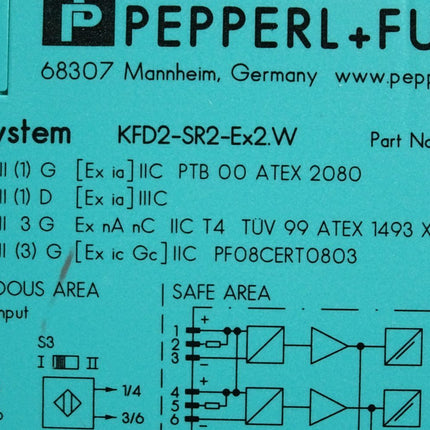 PEPPERL+FU
68307 Mannheim, Germany www.pepp
ystem KFD2-SR2-Ex2.W Part No
II (1) G [Ex ia] IIC PTB 00 ATEX 2080
II (1) D [Ex ia] IIIC
II 3 G Ex nA nC IIC T4 TÜV 99 ATEX 1493 X
II (3) G [Ex ic Gc] IIC PF08CERT0803
DOUS AREA SAFE AREA
nput
S3
I II
1/4
3/6
+
1
2
3
-
+
4
5
6
-